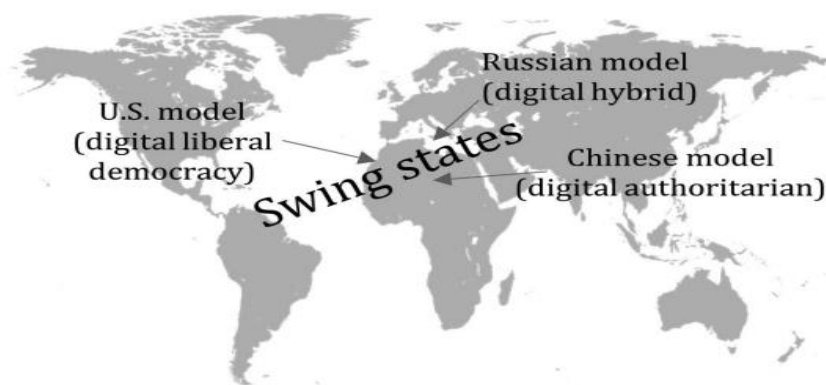 U.S. model
(digital liberal
democracy)
Russian model
(digital hybrid)
Swing states
Chinese model
(digital authoritarian)